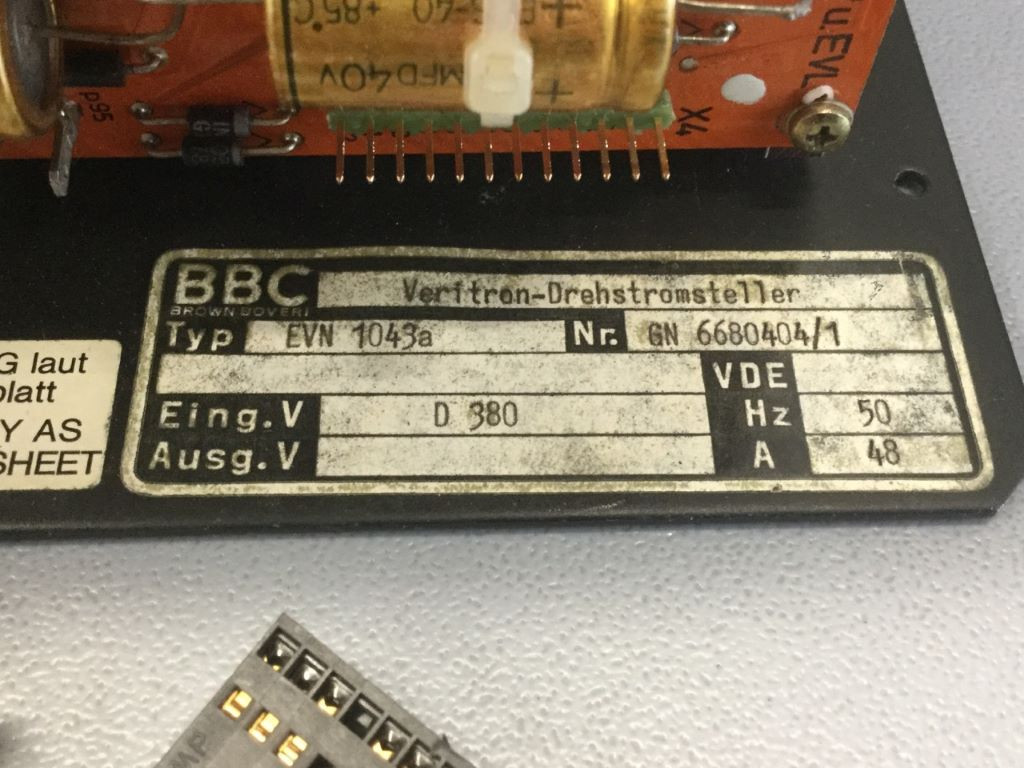 +85°C
MFD40V
u.EVL
X4
p95
BBC
BROWN BOVERI
Veritron-Drehstromsteller
Typ EVN 1043a Nr. GN 6680404/1
VDE
Eing.V D 380 Hz 50
Ausg.V A 48
G laut
blatt
Y AS
SHEET